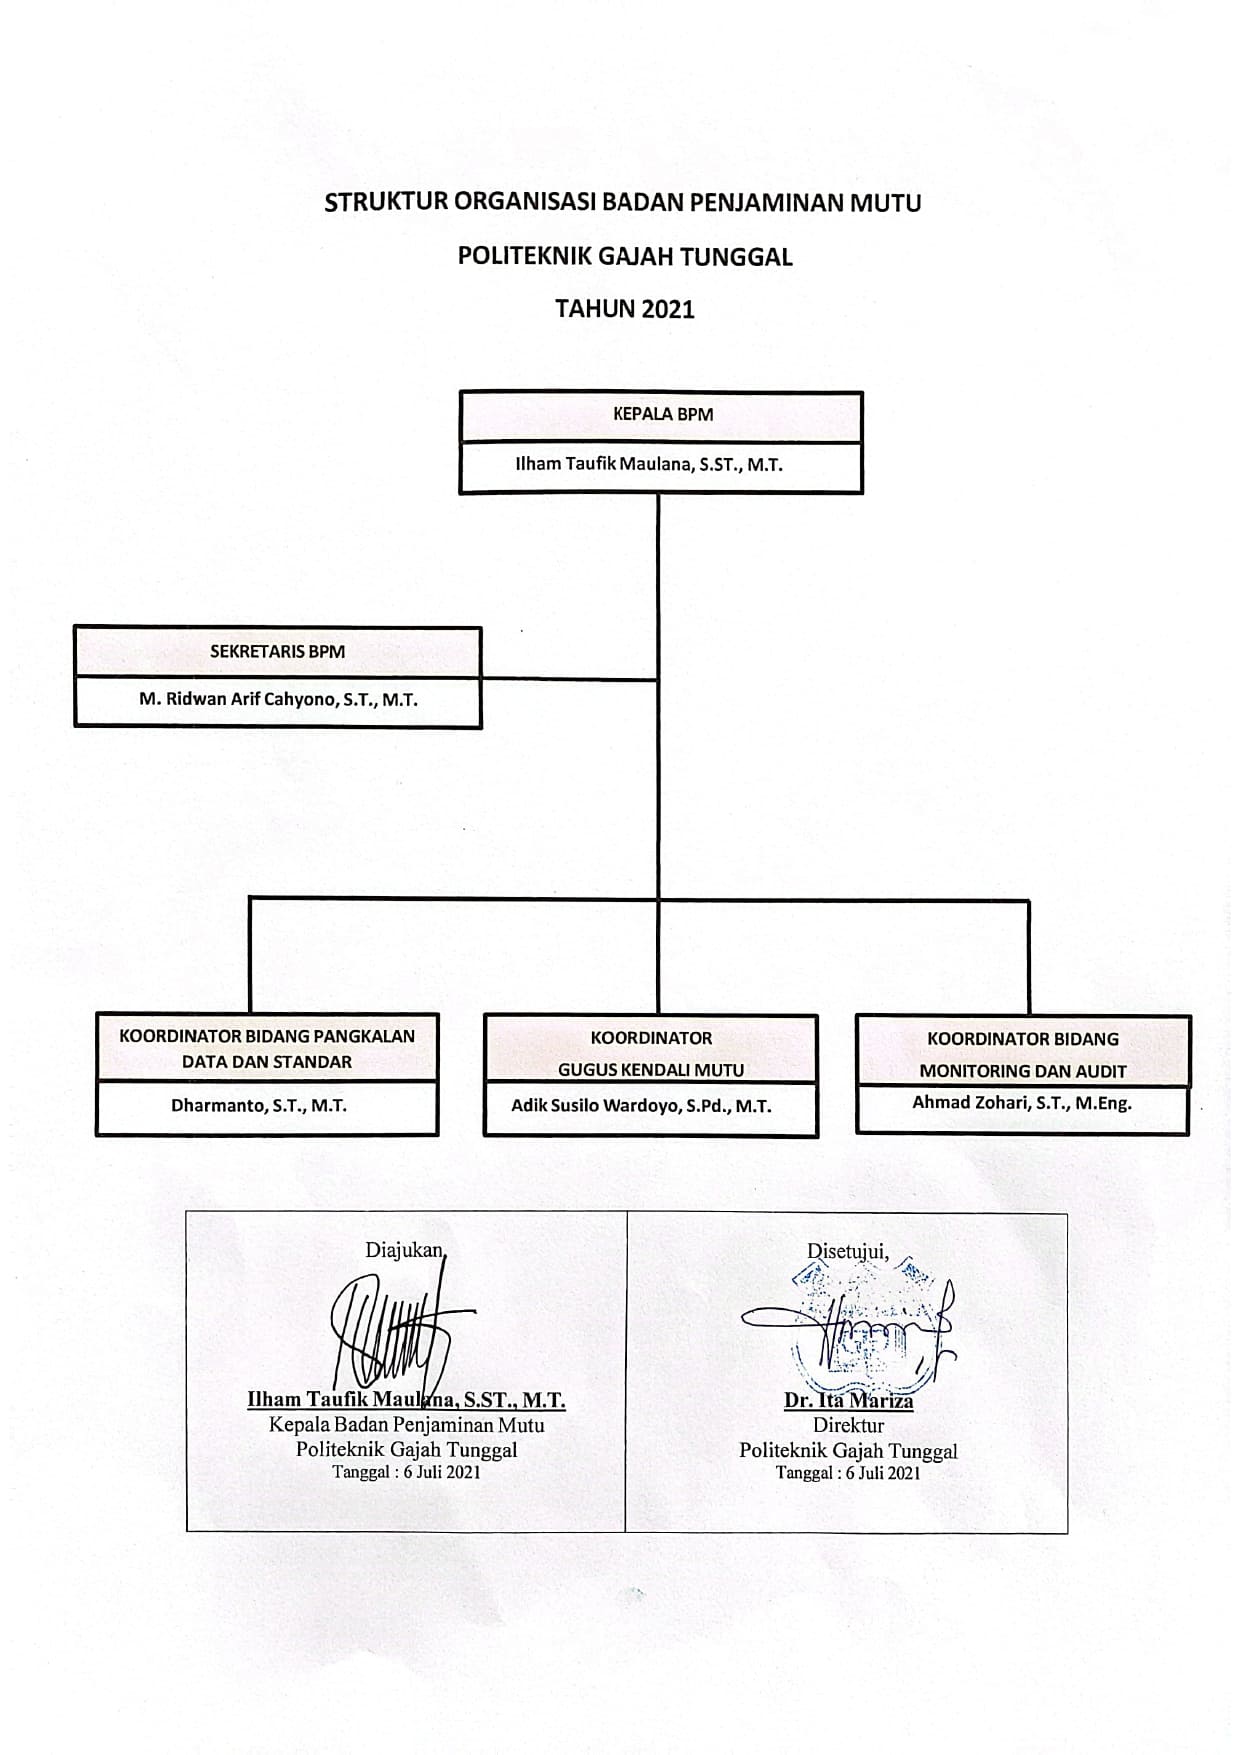 STRUKTUR ORGANISASI BADAN PENJAMINAN MUTU
POLITEKNIK GAJAH TUNGGAL
TAHUN 2021
KEPALA BPM
Ilham Taufik Maulana, S.ST., M.T.
SEKRETARIS BPM
M. Ridwan Arif Cahyono, S.T., M.T.
KOORDINATOR BIDANG PANGKALAN
DATA DAN STANDAR
Dharmanto, S.T., M.T.
KOORDINATOR
GUGUS KENDALI MUTU
Adik Susilo Wardoyo, S.Pd., M.T.
KOORDINATOR BIDANG
MONITORING DAN AUDIT
Ahmad Zohari, S.T., M.Eng.
Diajukan,
Ilham Taufik Maulana, S.ST., M.T.
Kepala Badan Penjaminan Mutu
Politeknik Gajah Tunggal
Tanggal : 6 Juli 2021
Disetujui,
Dr. Ita Mariza
Direktur
Politeknik Gajah Tunggal
Tanggal : 6 Juli 2021